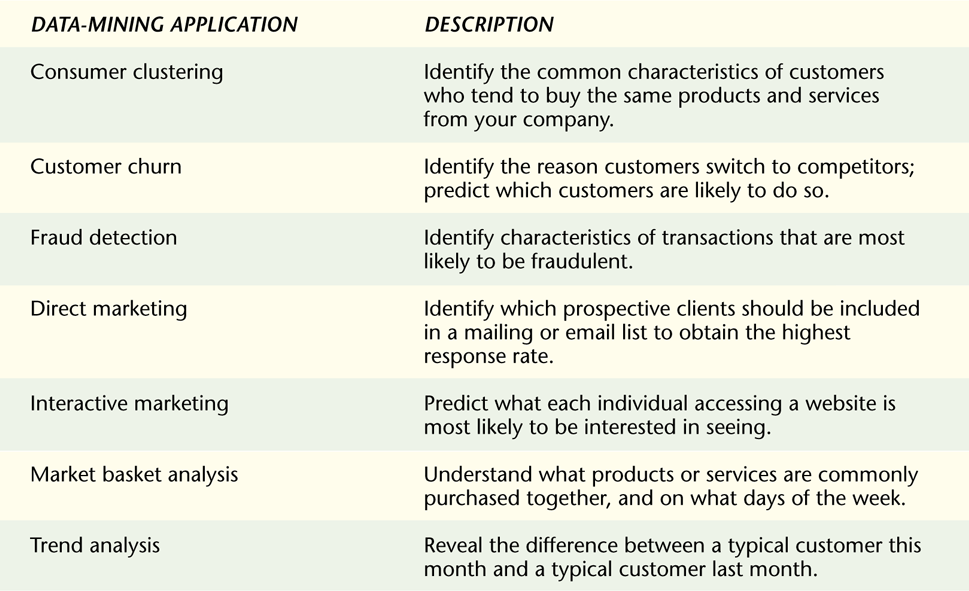 DATA-MINING APPLICATION DESCRIPTION
Consumer clustering Identify the common characteristics of customers
who tend to buy the same products and services
from your company.
Customer churn Identify the reason customers switch to competitors;
predict which customers are likely to do so.
Fraud detection Identify characteristics of transactions that are most
likely to be fraudulent.
Direct marketing Identify which prospective clients should be included
in a mailing or email list to obtain the highest
response rate.
Interactive marketing Predict what each individual accessing a website is
most likely to be interested in seeing.
Market basket analysis Understand what products or services are commonly
purchased together, and on what days of the week.
Trend analysis Reveal the difference between a typical customer this
month and a typical customer last month.